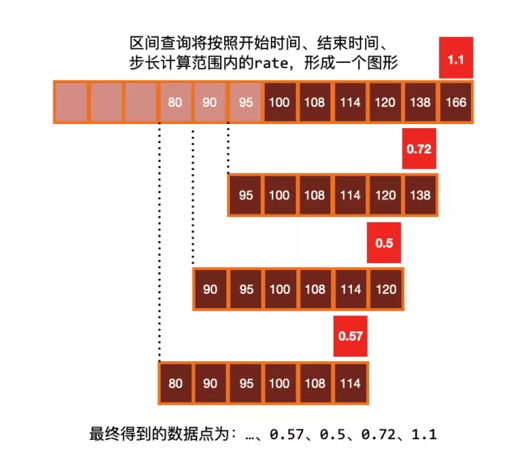 区间查询将按照开始时间、结束时间、
步长计算范围内的rate，形成一个图形
1.1
80 90 95 100 108 114 120 138 166
0.72
95 100 108 114 120 138
0.5
90 95 100 108 114 120
0.57
80 90 95 100 108 114
最终得到的数据点为：…、0.57、0.5、0.72、1.1